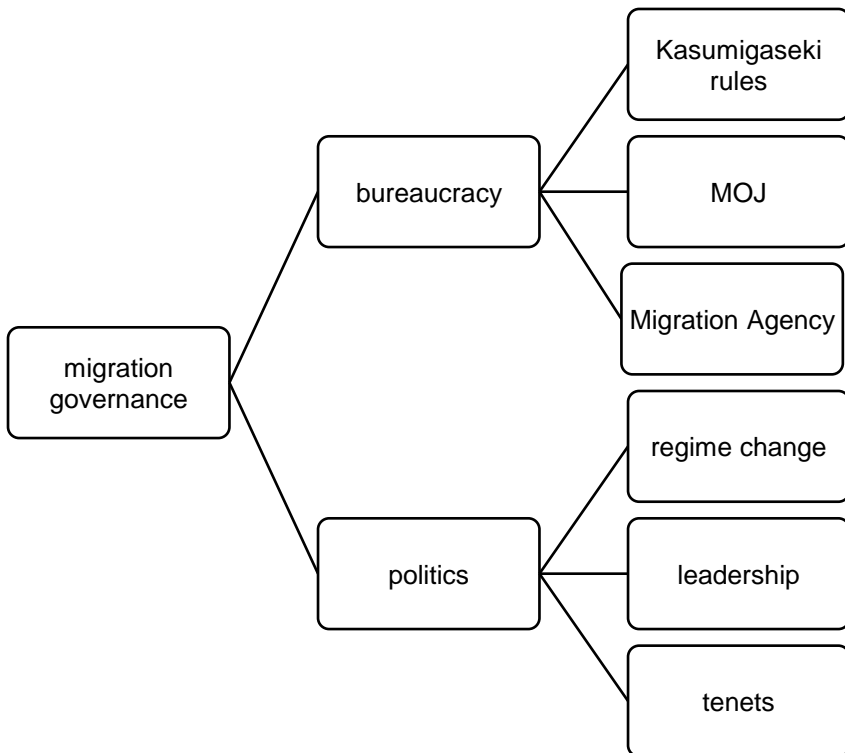 migration
governance
bureaucracy
Kasumigaseki
rules
MOJ
Migration Agency
politics
regime change
leadership
tenets